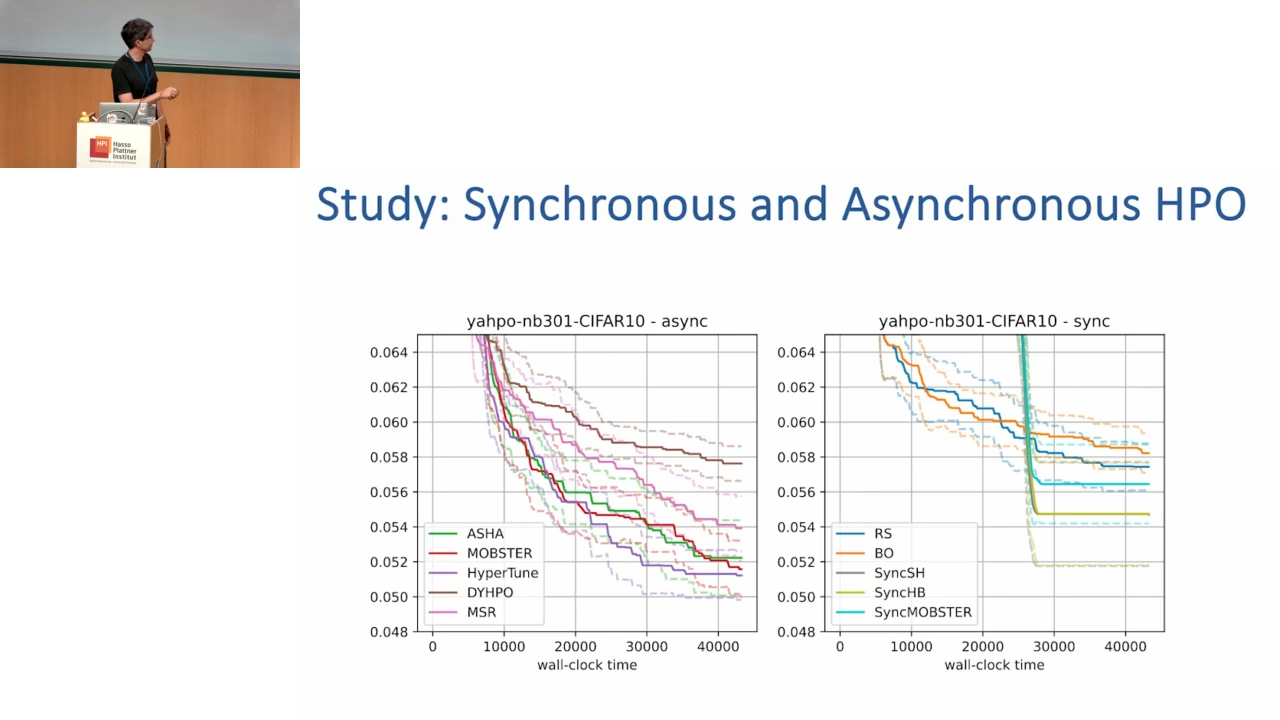 HPI
Hasso
Plattner
Institut
Study: Synchronous and Asynchronous HPO
yahpo-nb301-CIFAR10 - async
0.064
0.062
0.060
0.058
0.056
0.054
0.052
0.050
0.048
ASHA
MOBSTER
HyperTune
DYHPO
MSR
0 10000 20000 30000 40000
wall-clock time
yahpo-nb301-CIFAR10 - sync
0.064
0.062
0.060
0.058
0.056
0.054
0.052
0.050
0.048
RS
BO
SyncSH
SyncHB
SyncMOBSTER
0 10000 20000 30000 40000
wall-clock time